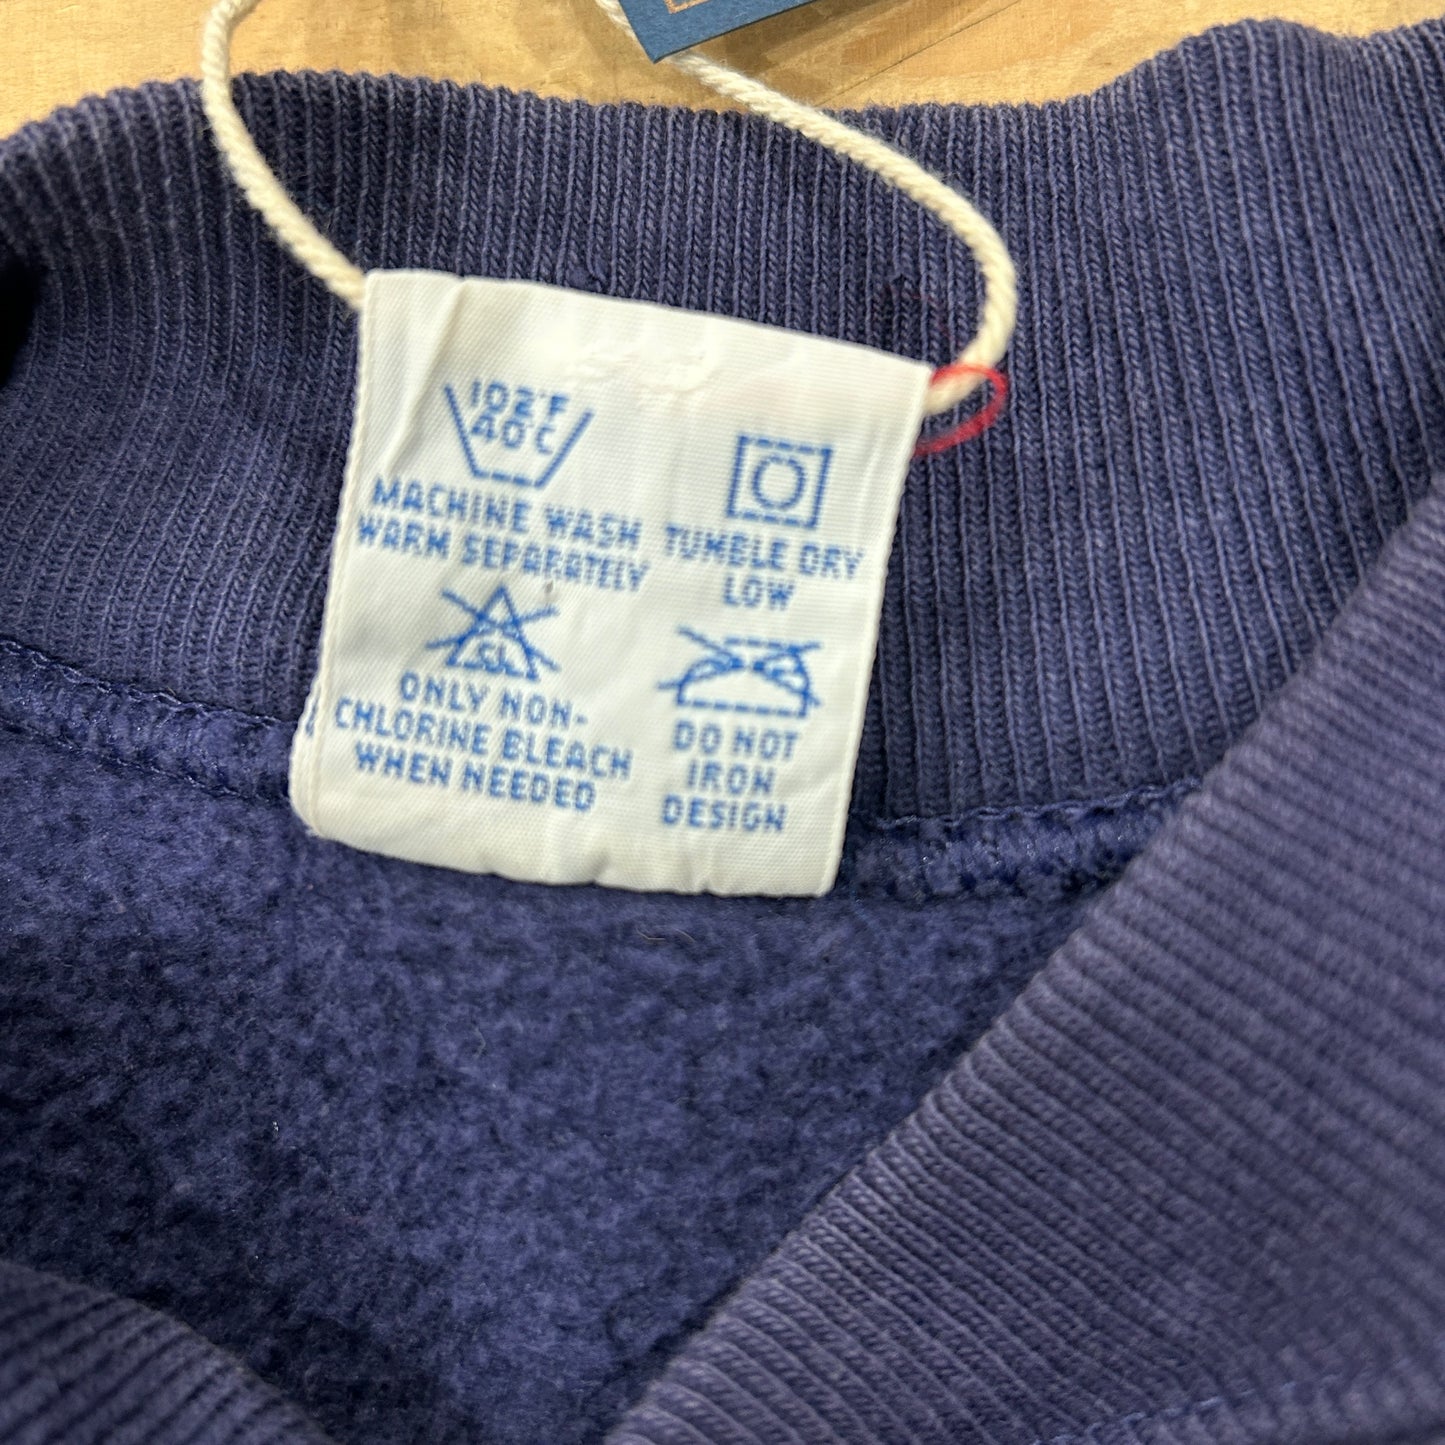 102°F
40°C
MACHINE WASH
WARM SEPARATELY
TUMBLE DRY
LOW
CL
ONLY NON-
CHLORINE BLEACH
WHEN NEEDED
DO NOT
IRON
DESIGN